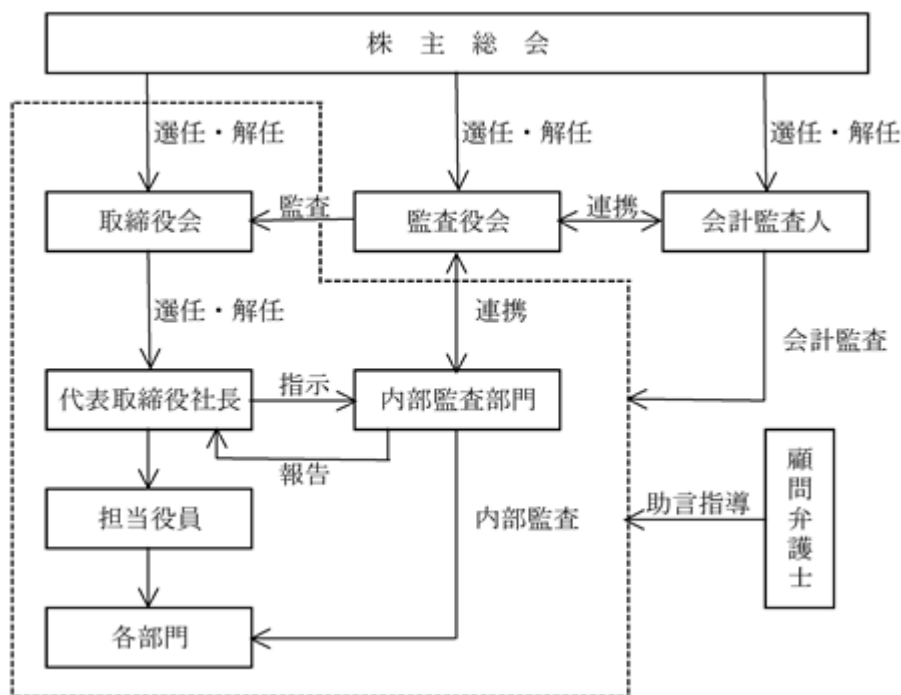 株主総会
選任・解任
選任・解任
選任・解任
取締役会
監査
監査役会
連携
会計監査人
選任・解任
連携
会計監査
代表取締役社長
指示
内部監査部門
報告
顧問弁護士
担当役員
内部監査
助言指導
各部門